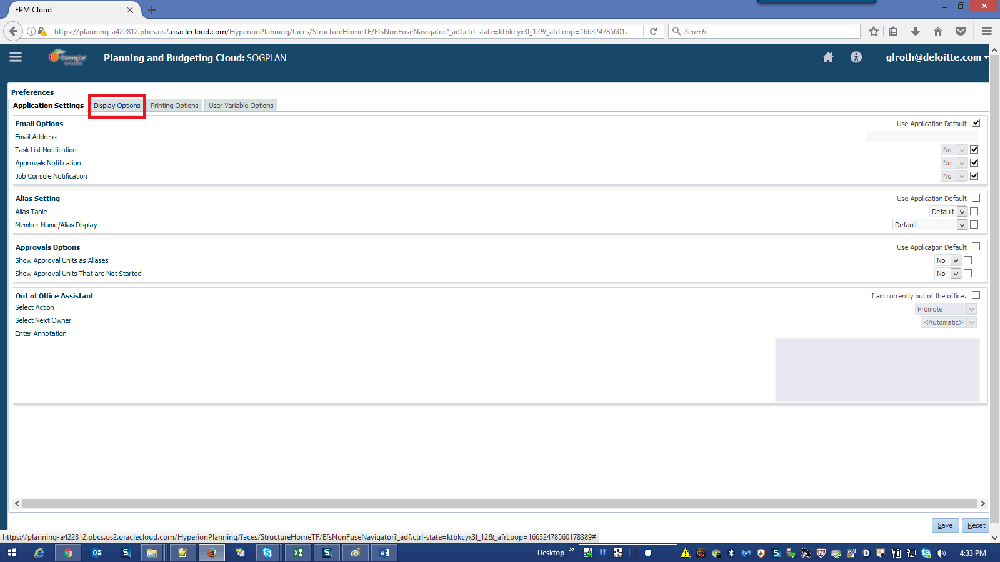 EPM Cloud
https://planning-a422812.pbcs.us2.oraclecloud.com/HyperionPlanning/faces/StructureHomeTF/EfsNonFuseNavigator?_adf.ctrl-state=ktbkcyx3l_12&_afrLoop=1663247856017
Search
Georgia
Planning and Budgeting Cloud: SOGPLAN
glroth@deloitte.com
Preferences
Application Settings Display Options Printing Options User Variable Options
Email Options Use Application Default
Email Address
Task List Notification No
Approvals Notification No
Job Console Notification No
Alias Setting Use Application Default
Alias Table Default
Member Name/Alias Display Default
Approvals Options Use Application Default
Show Approval Units as Aliases No
Show Approval Units That are Not Started No
Out of Office Assistant I am currently out of the office.
Select Action Promote
Select Next Owner <Automatic>
Enter Annotation
Save Reset
https://planning-a422812.pbcs.us2.oraclecloud.com/HyperionPlanning/faces/StructureHomeTF/EfsNonFuseNavigator?_adf.ctrl-state=ktbkcyx3l_12&_afrLoop=16632478560178389#
Desktop 4:33 PM